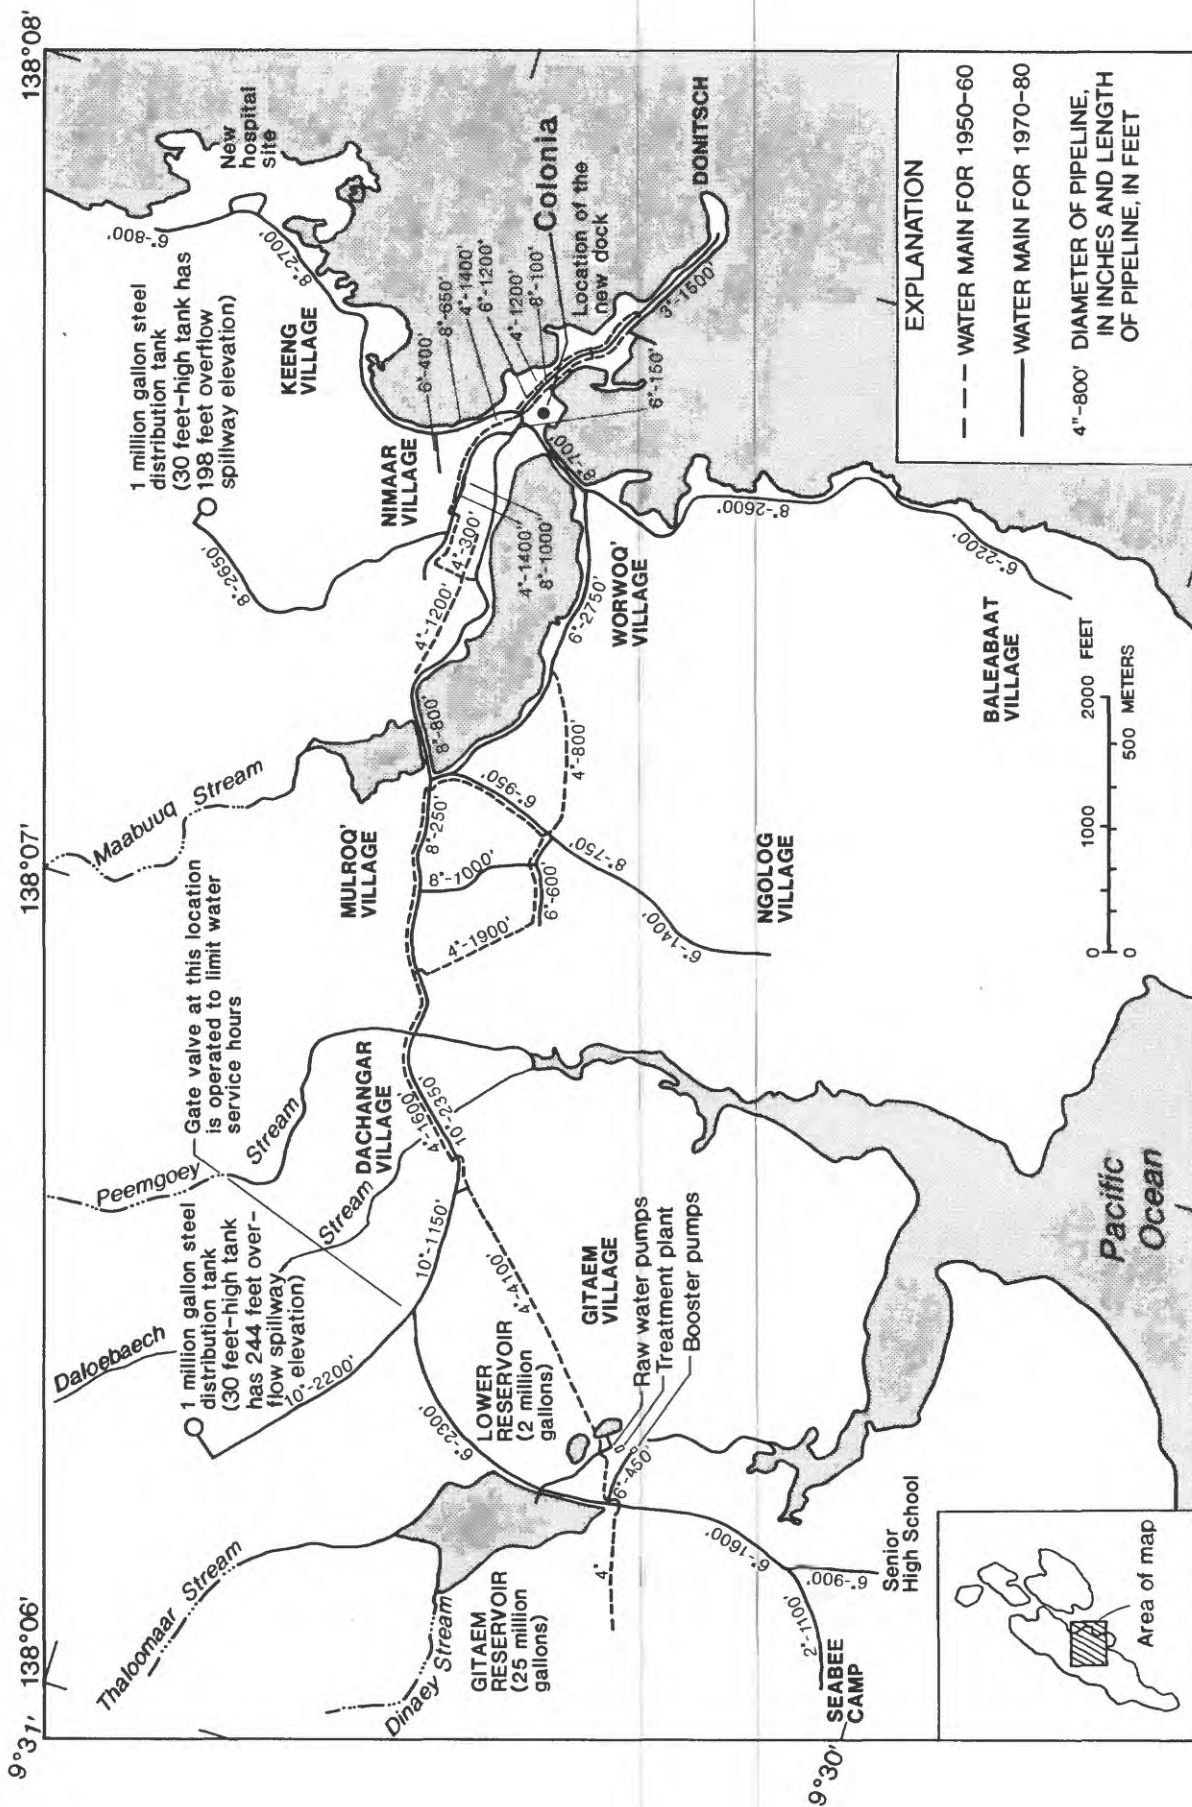 138°08'
138°07'
138°06'
9°31'
9°30'
New
hospital
site
6"-800'
8"-2700'
KEENG
VILLAGE
1 million gallon steel
distribution tank
(30 feet-high tank has
198 feet overflow
spillway elevation)
8"-2650'
NIMAAR
VILLAGE
6"-400'
8"-650'
4"-1400'
6"-1200'
4"-1200'
8"-100'
Colonia
Location of the
new dock
DONITSCH
3"-1500'
6"-150'
8"-700'
4"-300'
4"-1400'
8"-1000'
4"-1200'
WORWOQ'
VILLAGE
6"-2750'
8"-2600'
6"-2200'
BALEABAAT
VILLAGE
Maabuuq Stream
MULROQ'
VILLAGE
8"-800'
8"-250'
6"-950'
4"-800'
8"-1000'
8"-750'
6"-600'
4"-1900'
6"-1400'
NGOLOG
VILLAGE
Gate valve at this location
is operated to limit water
service hours
Peemgoey Stream
DACHANGAR
VILLAGE
4"-1600'
10"-2350'
Daloebaech Stream
1 million gallon steel
distribution tank
(30 feet-high tank
has 244 feet over-
flow spillway
elevation)
10"-2200'
10"-1150'
4"-4100'
GITAEM
VILLAGE
LOWER
RESERVOIR
(2 million
gallons)
6"-2300'
Raw water pumps
Treatment plant
Booster pumps
6"-450'
4"
Thaloomaar Stream
Dinaey Stream
GITAEM
RESERVOIR
(25 million
gallons)
6"-1600'
6"-900'
2"-1100'
Senior
High School
SEABEE
CAMP
Pacific
Ocean
0 1000 2000 FEET
0 500 METERS
EXPLANATION
WATER MAIN FOR 1950-60
WATER MAIN FOR 1970-80
4"-800' DIAMETER OF PIPELINE,
IN INCHES AND LENGTH
OF PIPELINE, IN FEET
Area of map